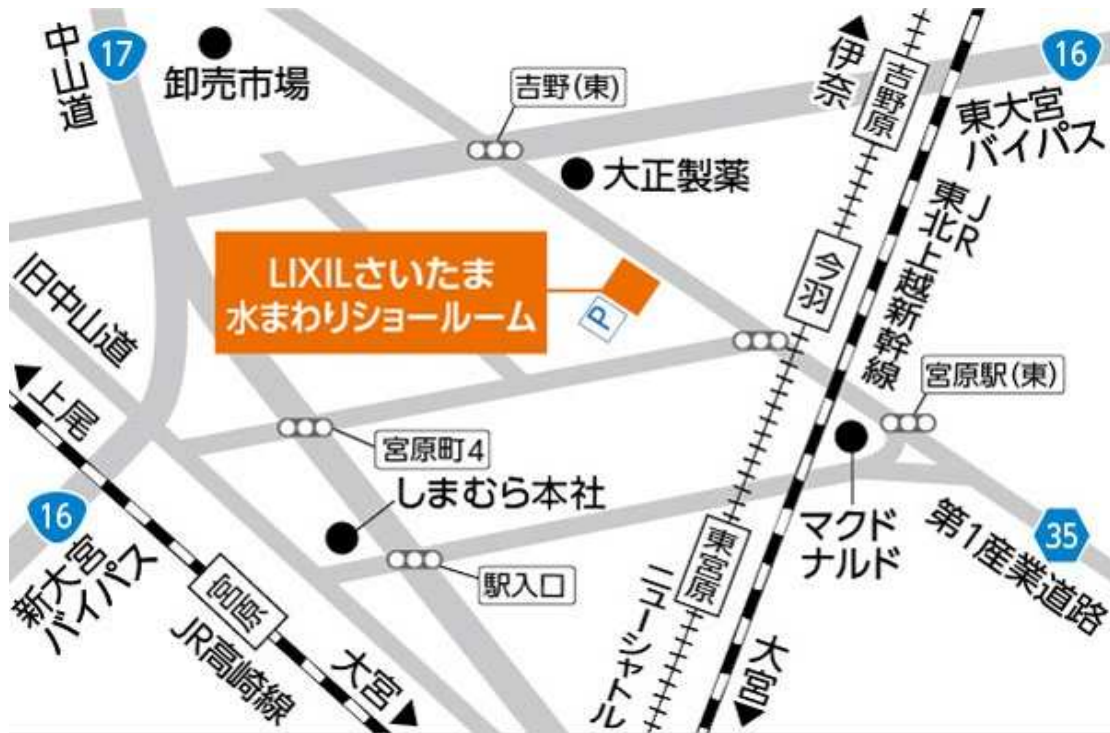 中山道
17
卸売市場
吉野(東)
伊奈
吉野原
16
東大宮
バイパス
大正製薬
JR
東北上越新幹線
LIXILさいたま
水まわりショールーム
P
今羽
旧中山道
上尾
宮原駅(東)
宮原町4
しまむら本社
マクド
ナルド
第1産業道路
35
16
新大宮
バイパス
宮原
JR高崎線
大宮
駅入口
東宮原
ニューシャトル
大宮